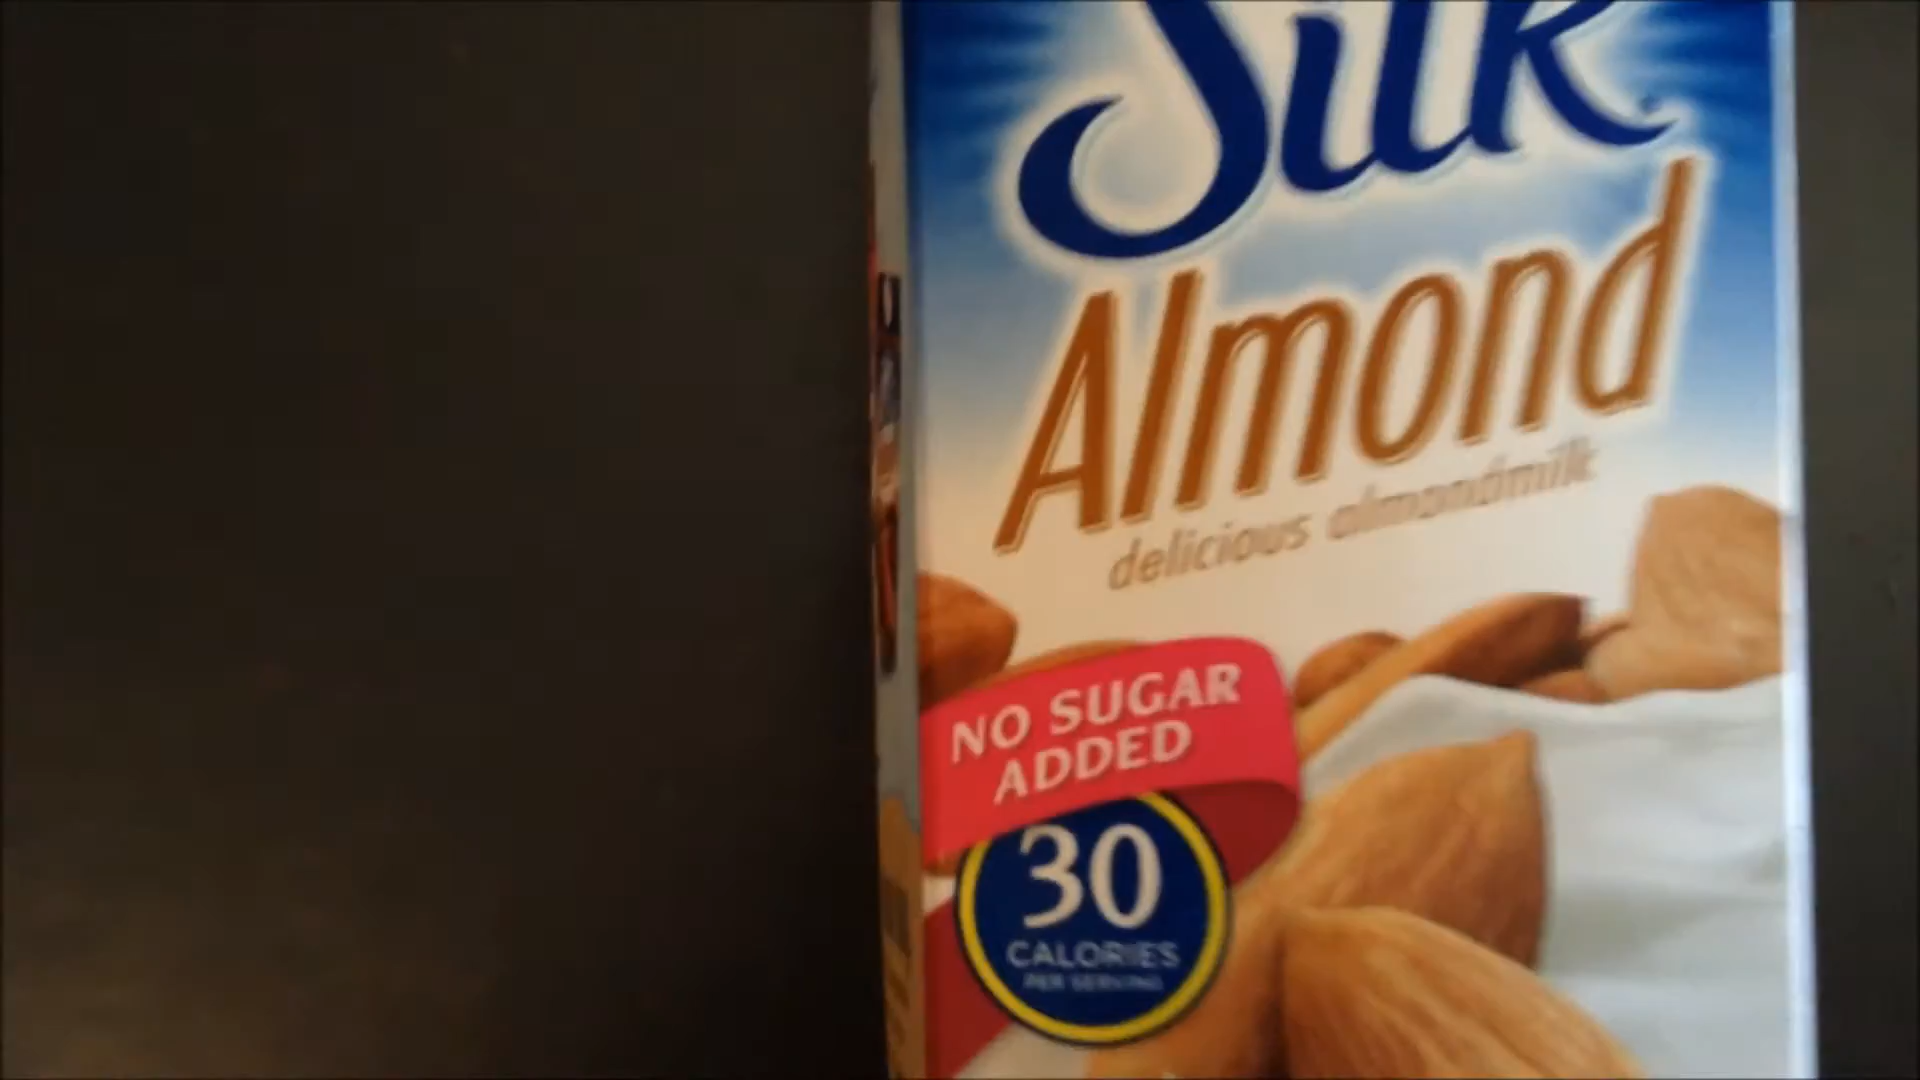 Silk
Almond
delicious almondmilk
NO SUGAR
ADDED
30
CALORIES
PER SERVING